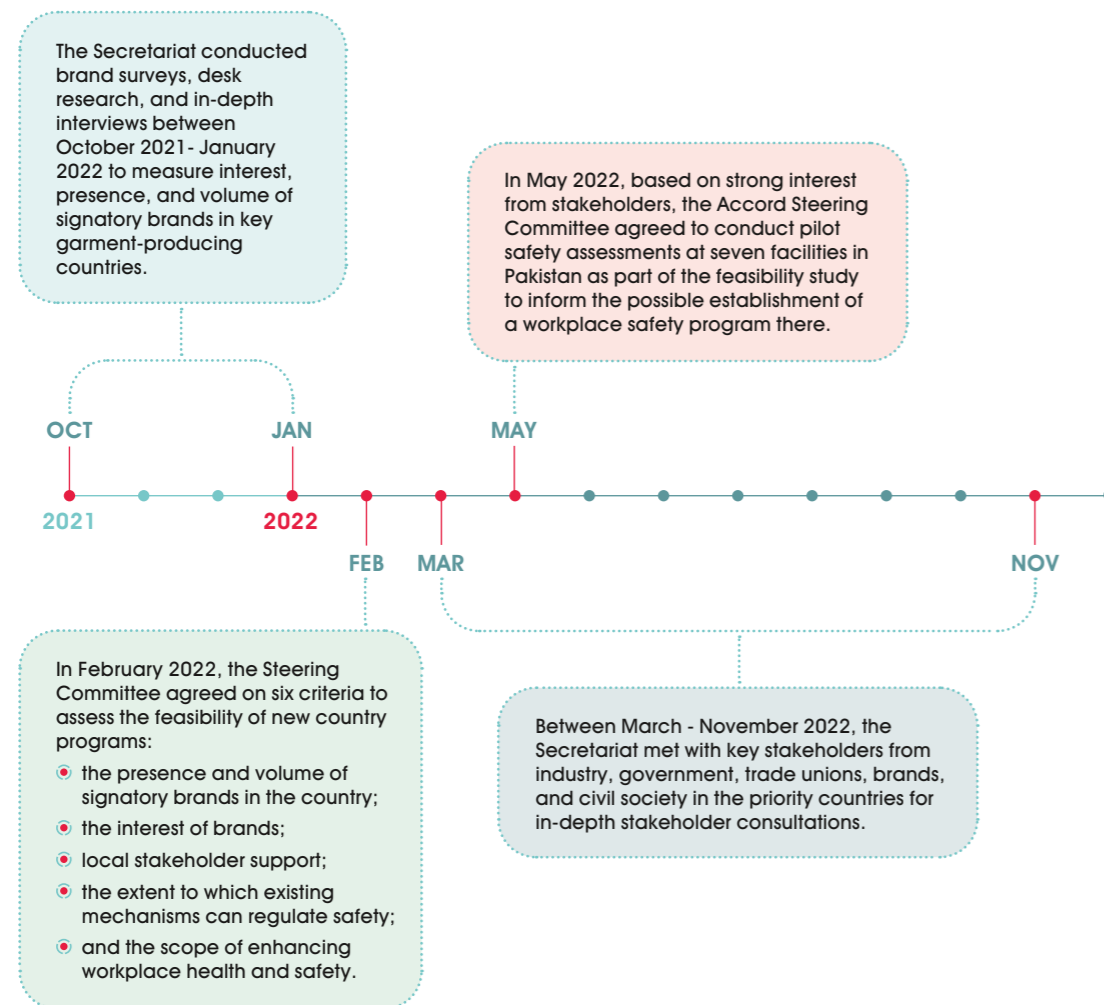 The Secretariat conducted
brand surveys, desk
research, and in-depth
interviews between
October 2021- January
2022 to measure interest,
presence, and volume of
signatory brands in key
garment-producing
countries.
In May 2022, based on strong interest
from stakeholders, the Accord Steering
Committee agreed to conduct pilot
safety assessments at seven facilities in
Pakistan as part of the feasibility study
to inform the possible establishment of
a workplace safety program there.
OCT
JAN
MAY
2021
2022
FEB
MAR
NOV
In February 2022, the Steering
Committee agreed on six criteria to
assess the feasibility of new country
programs:
the presence and volume of
signatory brands in the country;
the interest of brands;
local stakeholder support;
the extent to which existing
mechanisms can regulate safety;
and the scope of enhancing
workplace health and safety.
Between March - November 2022, the
Secretariat met with key stakeholders from
industry, government, trade unions, brands,
and civil society in the priority countries for
in-depth stakeholder consultations.